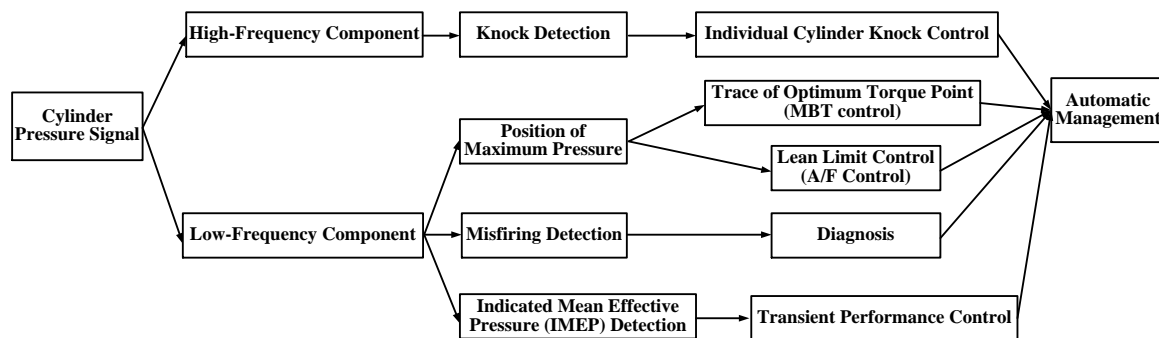 High-Frequency Component
Knock Detection
Individual Cylinder Knock Control
Cylinder
Pressure Signal
Position of
Maximum Pressure
Trace of Optimum Torque Point
(MBT control)
Lean Limit Control
(A/F Control)
Automatic
Management
Low-Frequency Component
Misfiring Detection
Diagnosis
Indicated Mean Effective
Pressure (IMEP) Detection
Transient Performance Control